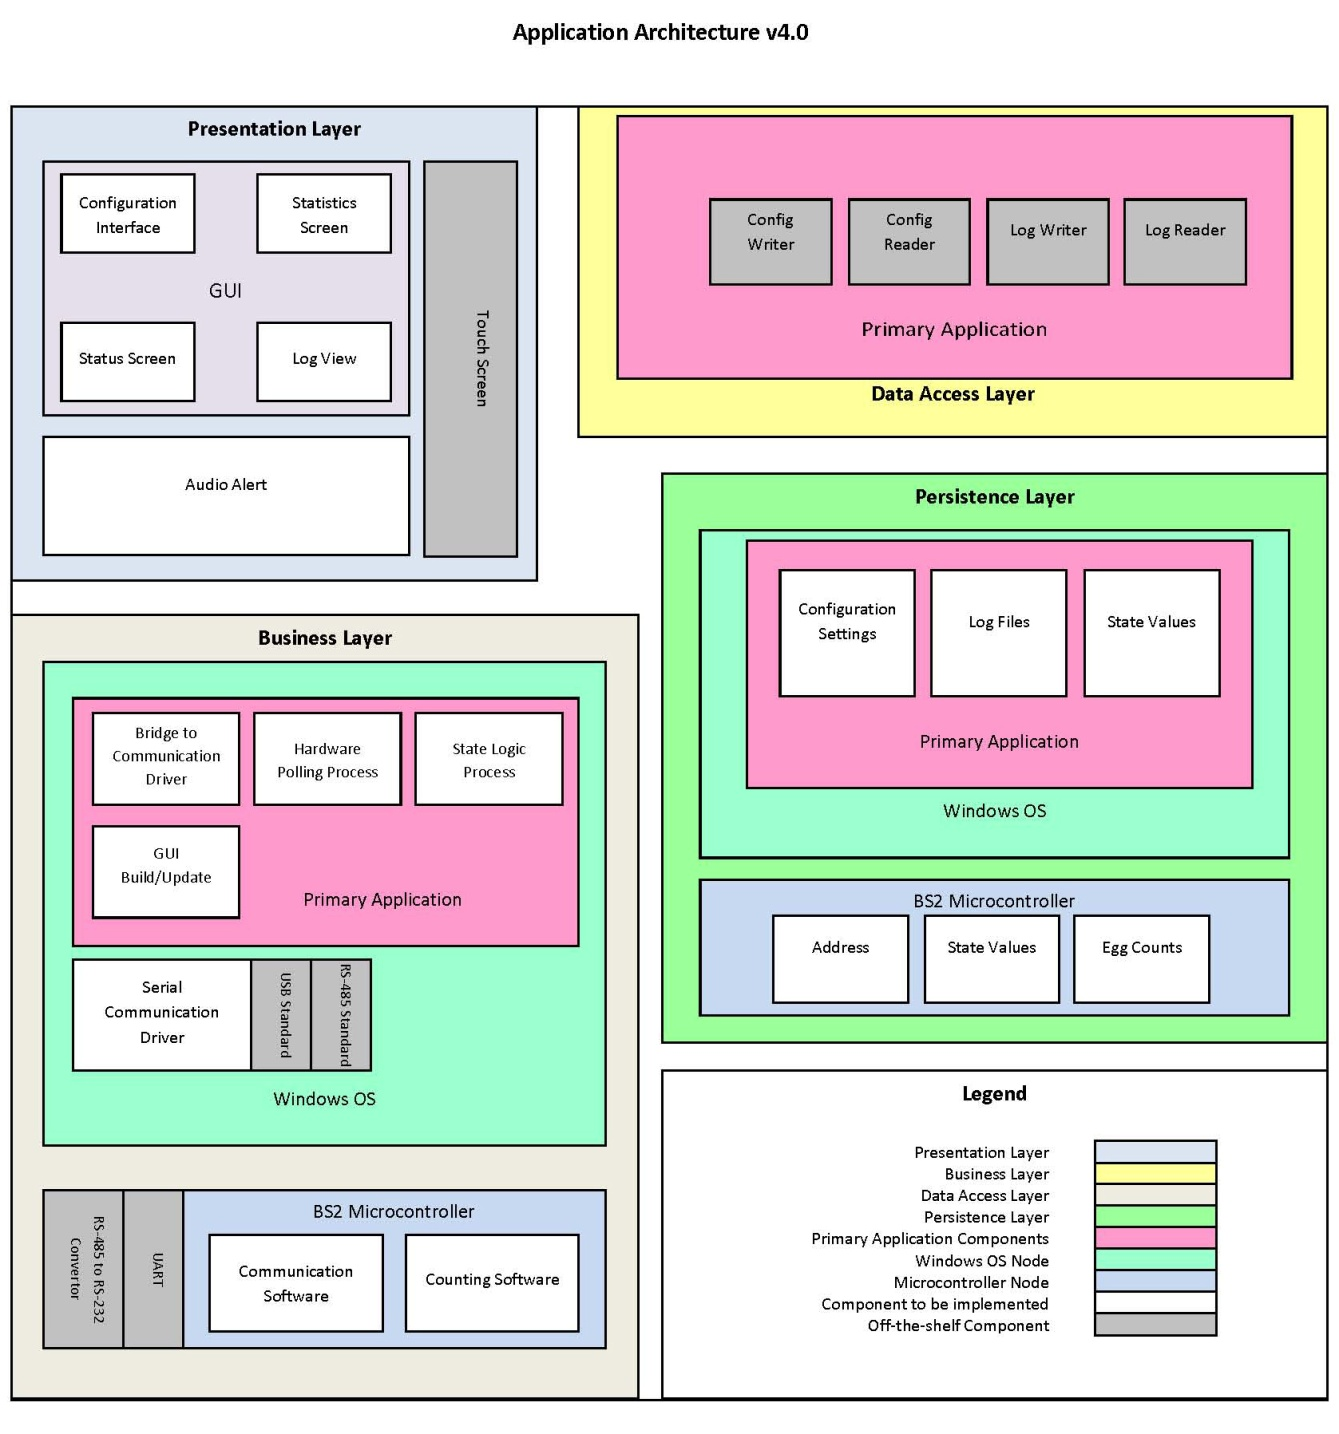 Application Architecture v4.0
Presentation Layer
Configuration
Interface
Statistics
Screen
GUI
Status Screen
Log View
Touch Screen
Audio Alert
Config
Writer
Config
Reader
Log Writer
Log Reader
Primary Application
Data Access Layer
Persistence Layer
Configuration
Settings
Log Files
State Values
Primary Application
Windows OS
BS2 Microcontroller
Address
State Values
Egg Counts
Business Layer
Bridge to
Communication
Driver
Hardware
Polling Process
State Logic
Process
GUI
Build/Update
Primary Application
Serial
Communication
Driver
USB Standard
RS-485 Standard
Windows OS
RS-485 to RS-232
Convertor
UART
BS2 Microcontroller
Communication
Software
Counting Software
Legend
Presentation Layer
Business Layer
Data Access Layer
Persistence Layer
Primary Application Components
Windows OS Node
Microcontroller Node
Component to be implemented
Off-the-shelf Component